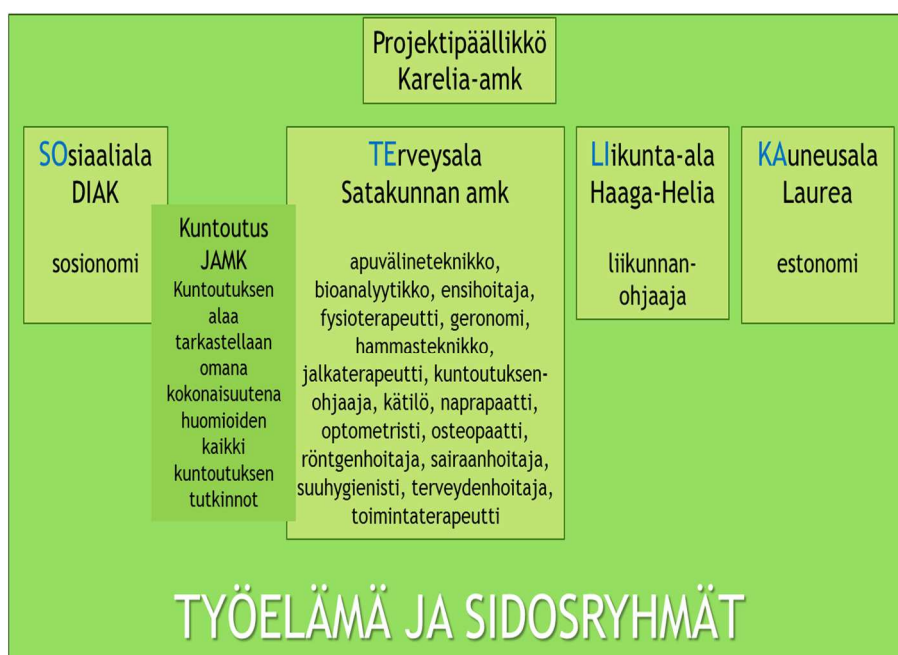 Projektipäällikkö
Karelia-amk
SOsiaaliala
DIAK
sosionomi
Kuntoutus
JAMK
Kuntoutuksen
alaa
tarkastellaan
omana
kokonaisuutena
huomioiden
kaikki
kuntoutuksen
tutkinnot
TErveysala
Satakunnan amk
apuvälineteknikko,
bioanalyytikko, ensihoitaja,
fysioterapeutti, geronomi,
hammasteknikko,
jalkaterapeutti, kuntoutuksen-
ohjaaja, kätilö, naprapaatti,
optometristi, osteopaatti,
röntgenhoitaja, sairaanhoitaja,
suuhygienisti, terveydenhoitaja,
toimintaterapeutti
LIikunta-ala
Haaga-Helia
liikunnan-
ohjaaja
KAuneusala
Laurea
estonomi
TYÖELÄMÄ JA SIDOSRYHMÄT